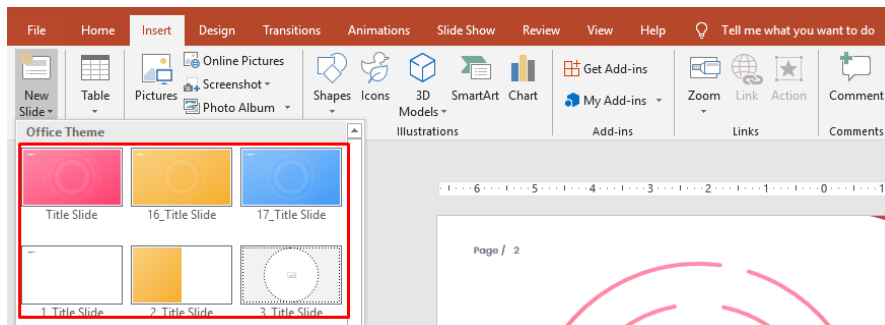 File Home Insert Design Transitions Animations Slide Show Review View Help Tell me what you want to do
New Slide
Table
Pictures
Online Pictures
Screenshot
Photo Album
Shapes
Icons
3D Models
SmartArt
Chart
Illustrations
Get Add-ins
My Add-ins
Add-ins
Zoom
Link
Action
Links
Comment
Comments
Office Theme
Title Slide 16_Title Slide 17_Title Slide
1_Title Slide 2_Title Slide 3_Title Slide
6 5 4 3 2 1 0 1
Page / 2